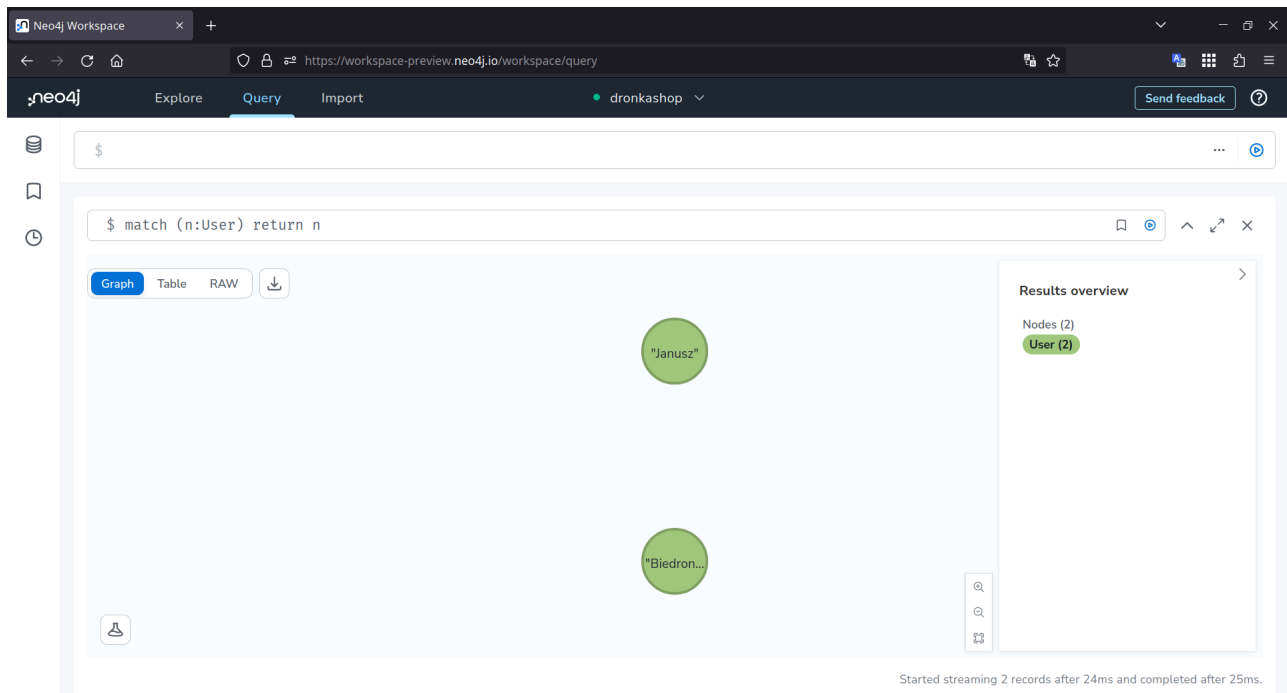 Neo4j Workspace
https://workspace-preview.neo4j.io/workspace/query
neo4j Explore Query Import dronkashop Send feedback
$
$ match (n:User) return n
Graph Table RAW
Results overview
Nodes (2)
User (2)
"Janusz"
"Biedron...
Started streaming 2 records after 24ms and completed after 25ms.